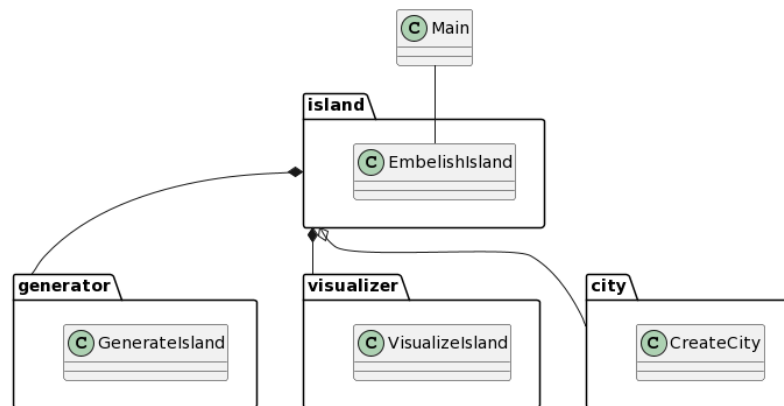 C Main
island
C EmbelishIsland
generator
visualizer
city
C GenerateIsland
C VisualizeIsland
C CreateCity